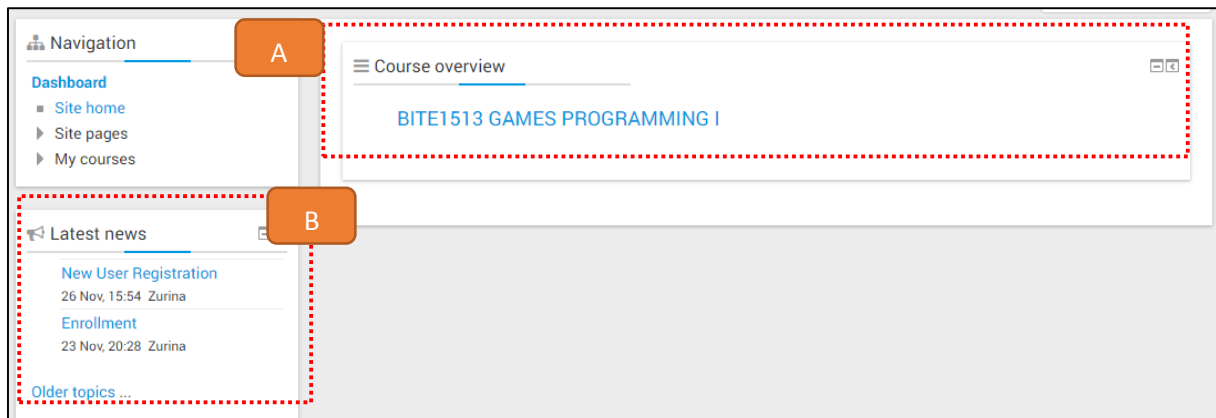 Navigation
Dashboard
Site home
Site pages
My courses
A
Course overview
BITE1513 GAMES PROGRAMMING I
B
Latest news
New User Registration
26 Nov, 15:54 Zurina
Enrollment
23 Nov, 20:28 Zurina
Older topics ...